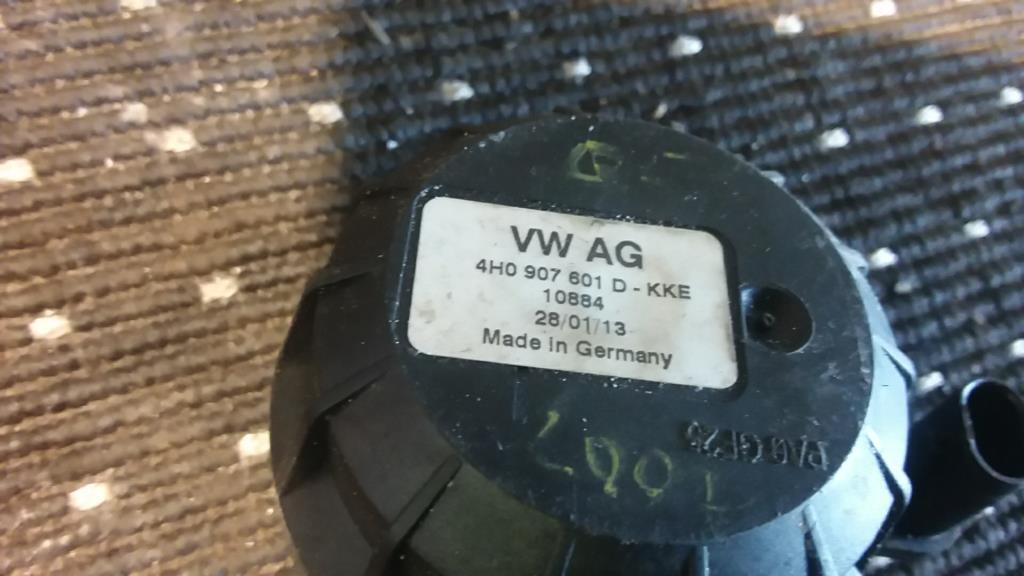 VW AG
4H0 907 601 D - KKE
10884
28/01/13
Made in Germany